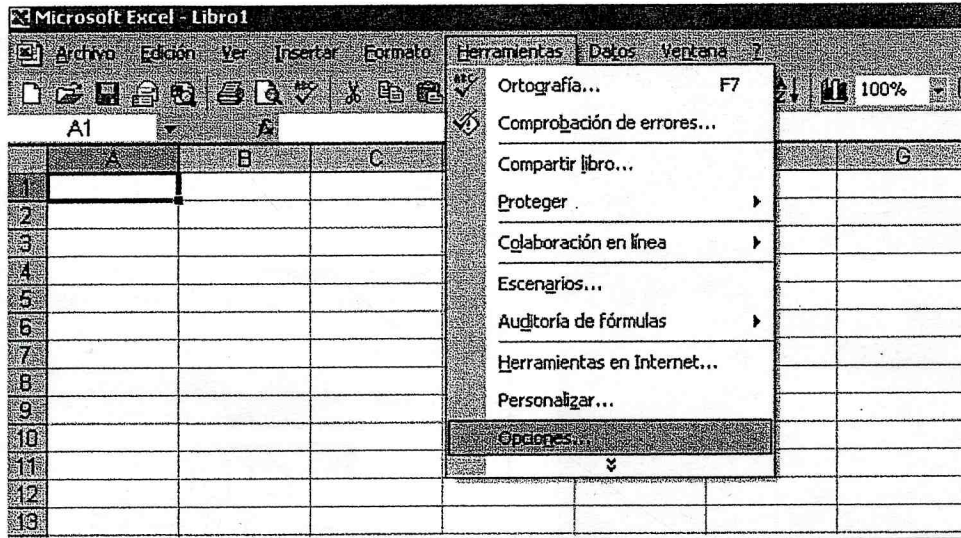 Microsoft Excel - Libro1
Archivo Edición Ver Insertar Formato Herramientas Datos Ventana ?
100%
A1 fx
A B C G
Ortografía... F7
Comprobación de errores...
Compartir libro...
Proteger
Colaboración en línea
Escenarios...
Auditoría de fórmulas
Herramientas en Internet...
Personalizar...
Opciones...
1
2
3
4
5
6
7
8
9
10
11
12
13